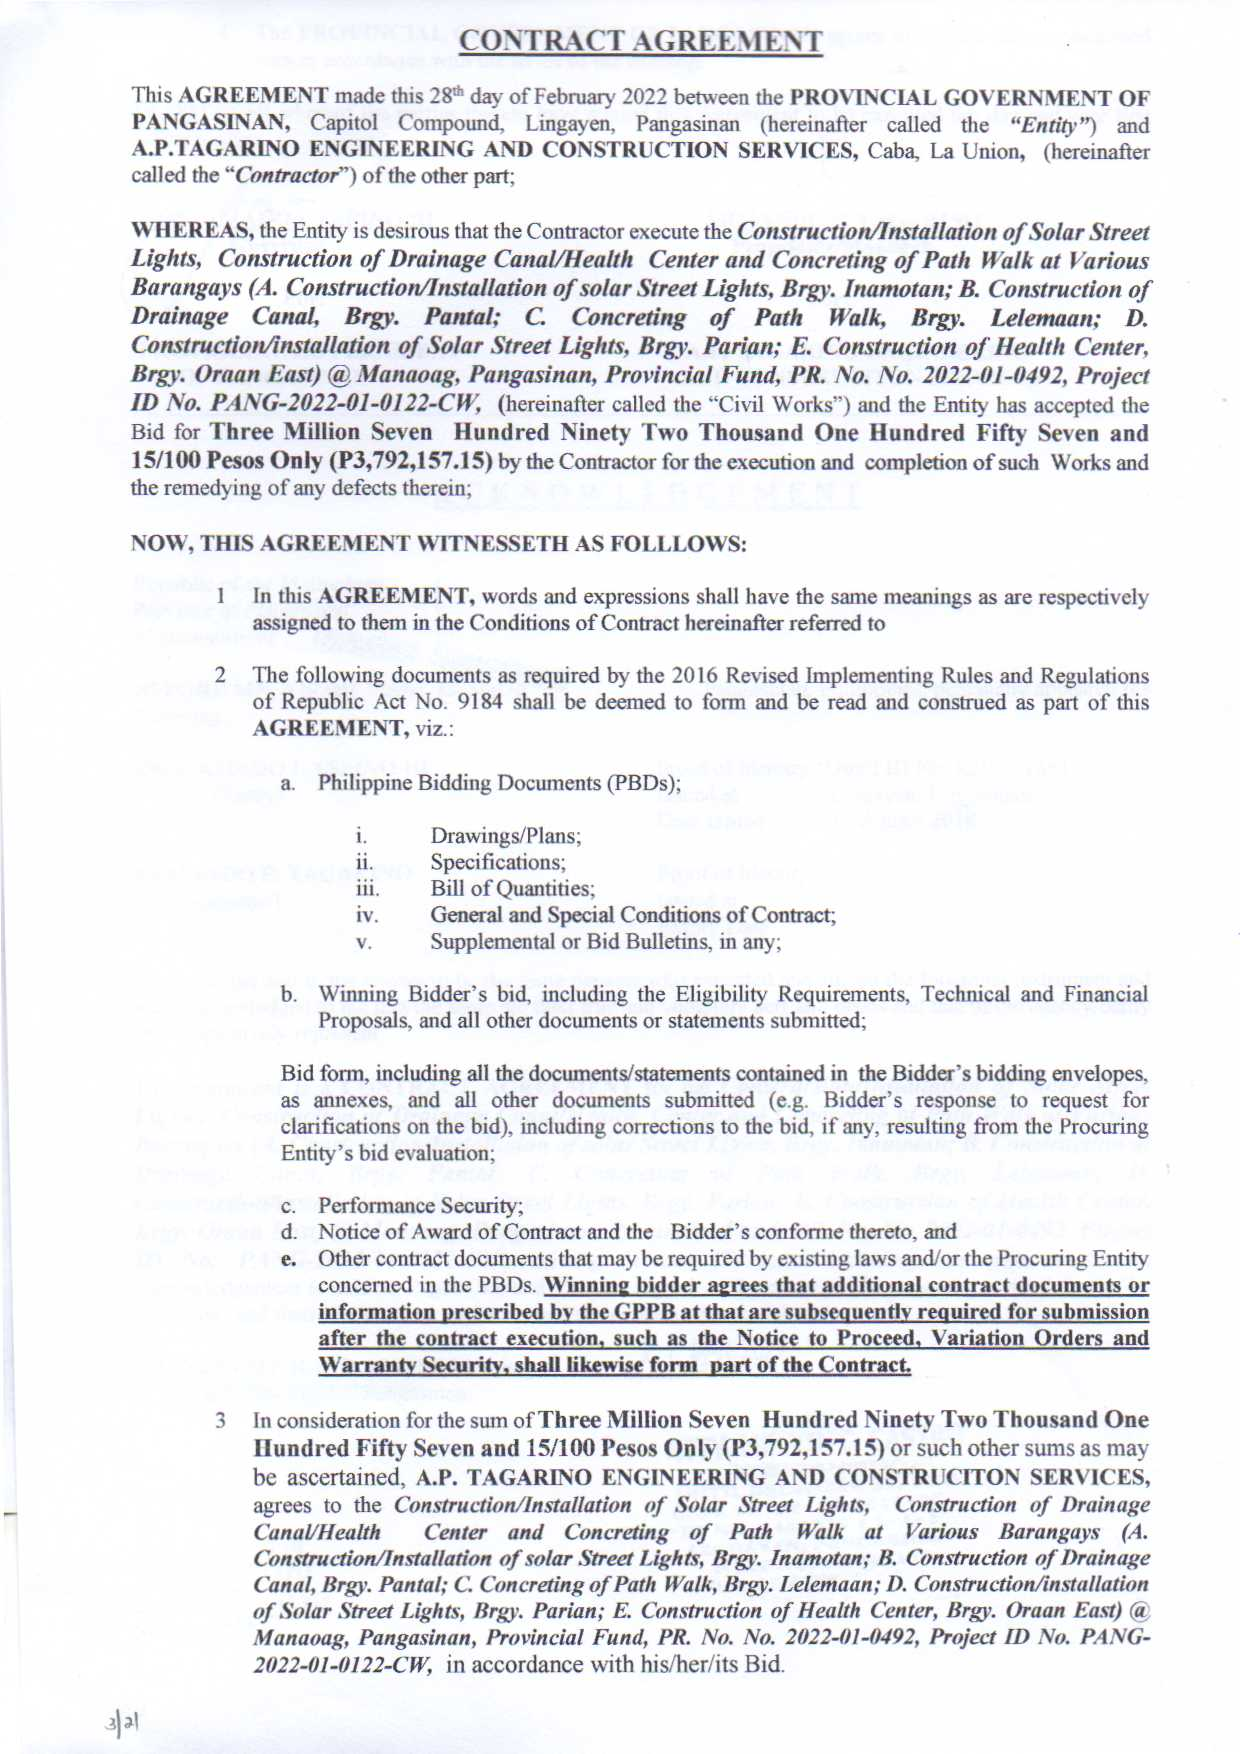 CONTRACT AGREEMENT
This AGREEMENT made this 28th day of February 2022 between the PROVINCIAL GOVERNMENT OF
PANGASINAN, Capitol Compound, Lingayen, Pangasinan (hereinafter called the “Entity”) and
A.P.TAGARINO ENGINEERING AND CONSTRUCTION SERVICES, Caba, La Union, (hereinafter
called the “Contractor”) of the other part;
WHEREAS, the Entity is desirous that the Contractor execute the Construction/Installation of Solar Street
Lights, Construction of Drainage Canal/Health Center and Concreting of Path Walk at Various
Barangays (A. Construction/Installation of solar Street Lights, Brgy. Inamotan; B. Construction of
Drainage Canal, Brgy. Pantal; C. Concreting of Path Walk, Brgy. Lelemaan; D.
Construction/installation of Solar Street Lights, Brgy. Parian; E. Construction of Health Center,
Brgy. Oraan East) @ Manaoag, Pangasinan, Provincial Fund, PR. No. No. 2022-01-0492, Project
ID No. PANG-2022-01-0122-CW, (hereinafter called the “Civil Works”) and the Entity has accepted the
Bid for Three Million Seven Hundred Ninety Two Thousand One Hundred Fifty Seven and
15/100 Pesos Only (P3,792,157.15) by the Contractor for the execution and completion of such Works and
the remedying of any defects therein;
NOW, THIS AGREEMENT WITNESSETH AS FOLLLOWS:
1 In this AGREEMENT, words and expressions shall have the same meanings as are respectively
assigned to them in the Conditions of Contract hereinafter referred to
2 The following documents as required by the 2016 Revised Implementing Rules and Regulations
of Republic Act No. 9184 shall be deemed to form and be read and construed as part of this
AGREEMENT, viz.:
a. Philippine Bidding Documents (PBDs);
i. Drawings/Plans;
ii. Specifications;
iii. Bill of Quantities;
iv. General and Special Conditions of Contract;
v. Supplemental or Bid Bulletins, in any;
b. Winning Bidder’s bid, including the Eligibility Requirements, Technical and Financial
Proposals, and all other documents or statements submitted;
Bid form, including all the documents/statements contained in the Bidder’s bidding envelopes,
as annexes, and all other documents submitted (e.g. Bidder’s response to request for
clarifications on the bid), including corrections to the bid, if any, resulting from the Procuring
Entity’s bid evaluation;
c. Performance Security;
d. Notice of Award of Contract and the Bidder’s conforme thereto, and
e. Other contract documents that may be required by existing laws and/or the Procuring Entity
concerned in the PBDs. Winning bidder agrees that additional contract documents or
information prescribed by the GPPB at that are subsequently required for submission
after the contract execution, such as the Notice to Proceed, Variation Orders and
Warranty Security, shall likewise form part of the Contract.
3 In consideration for the sum of Three Million Seven Hundred Ninety Two Thousand One
Hundred Fifty Seven and 15/100 Pesos Only (P3,792,157.15) or such other sums as may
be ascertained, A.P. TAGARINO ENGINEERING AND CONSTRUCITON SERVICES,
agrees to the Construction/Installation of Solar Street Lights, Construction of Drainage
Canal/Health Center and Concreting of Path Walk at Various Barangays (A.
Construction/Installation of solar Street Lights, Brgy. Inamotan; B. Construction of Drainage
Canal, Brgy. Pantal; C. Concreting of Path Walk, Brgy. Lelemaan; D. Construction/installation
of Solar Street Lights, Brgy. Parian; E. Construction of Health Center, Brgy. Oraan East) @
Manaoag, Pangasinan, Provincial Fund, PR. No. No. 2022-01-0492, Project ID No. PANG-
2022-01-0122-CW, in accordance with his/her/its Bid.
3/21